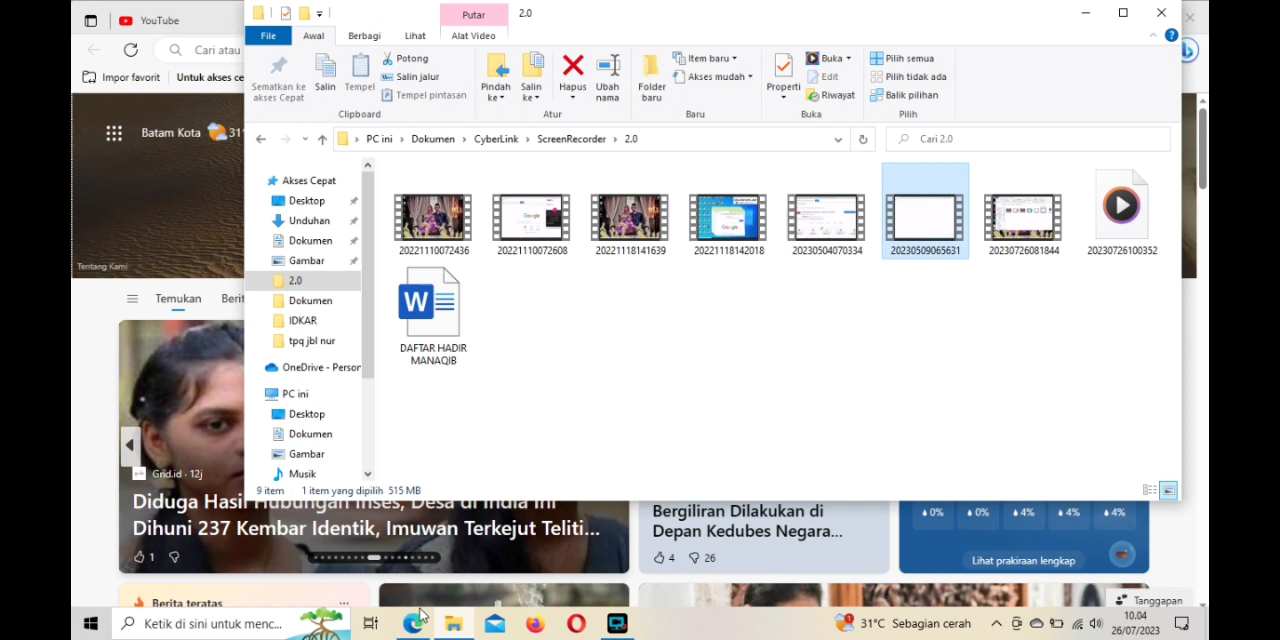 YouTube
Putar
2.0
File
Awal
Berbagi
Lihat
Alat Video
Cari atau
Impor favorit
Untuk akses ce
Sematkan ke
akses Cepat
Salin
Tempel
Potong
Salin jalur
Tempel pintasan
Clipboard
Pindah
ke
Salin
ke
Hapus
Ubah
nama
Atur
Folder
baru
Item baru
Akses mudah
Baru
Properti
Buka
Edit
Riwayat
Buka
Pilih semua
Pilih tidak ada
Balik pilihan
Pilih
PC ini
Dokumen
CyberLink
ScreenRecorder
2.0
Cari 2.0
Batam Kota
31°
Tentang Kami
Temukan
Berit
Akses Cepat
Desktop
Unduhan
Dokumen
Gambar
2.0
Dokumen
IDKAR
tpq jbl nur
OneDrive - Person
PC ini
Desktop
Dokumen
Gambar
Musik
20221110072436
20221110072608
20221118141639
20221118142018
20230504070334
20230509065631
20230726081844
20230726100352
DAFTAR HADIR
MANAQIB
9 item
1 item yang dipilih 515 MB
Grid.id · 12j
Diduga Hasil Hubungan Inses, Desa di India Ini
Dihuni 237 Kembar Identik, Imuwan Terkejut Teliti...
1
Bergiliran Dilakukan di
Depan Kedubes Negara...
4
26
0%
0%
4%
4%
4%
Lihat prakiraan lengkap
Berita teratas
Tanggapan
Ketik di sini untuk menc...
31°C Sebagian cerah
10.04
26/07/2023